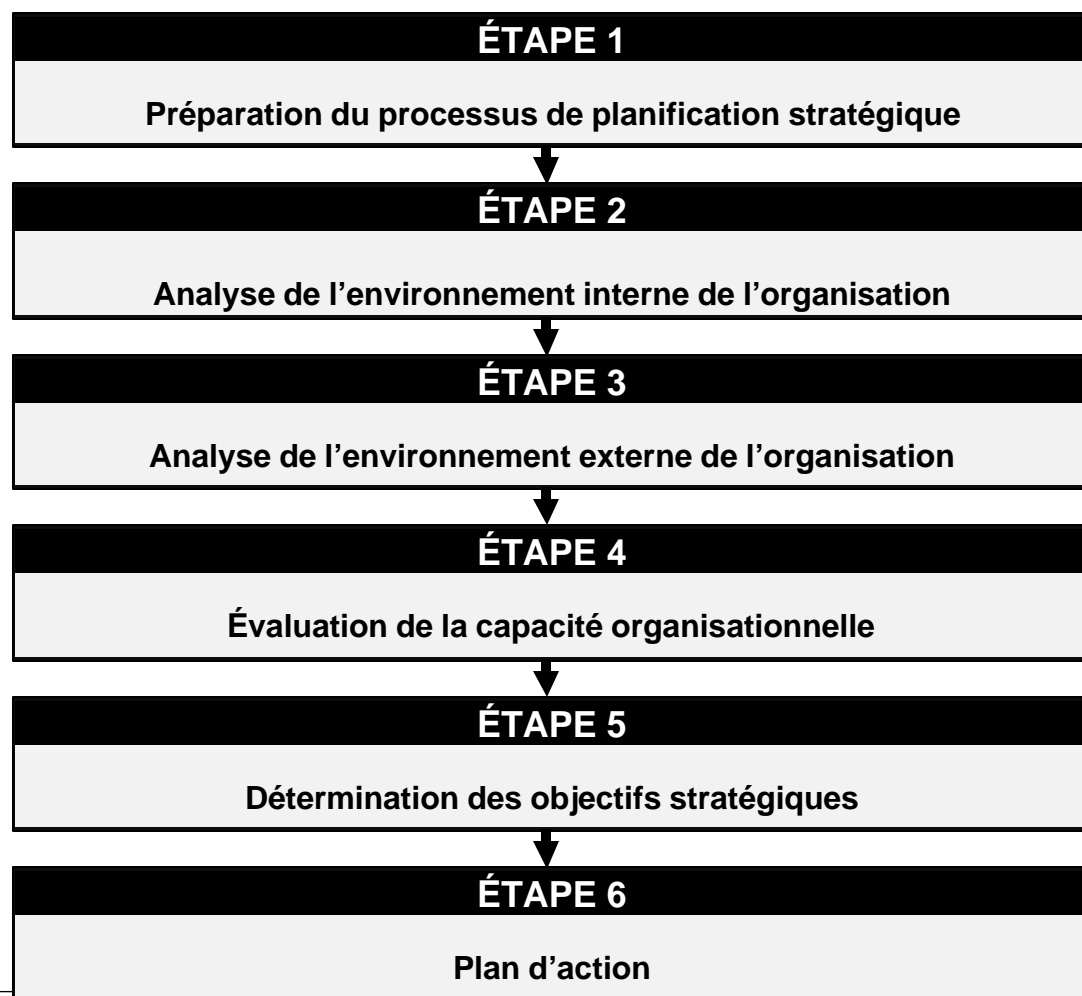 ÉTAPE 1
Préparation du processus de planification stratégique
ÉTAPE 2
Analyse de l’environnement interne de l’organisation
ÉTAPE 3
Analyse de l’environnement externe de l’organisation
ÉTAPE 4
Évaluation de la capacité organisationnelle
ÉTAPE 5
Détermination des objectifs stratégiques
ÉTAPE 6
Plan d’action